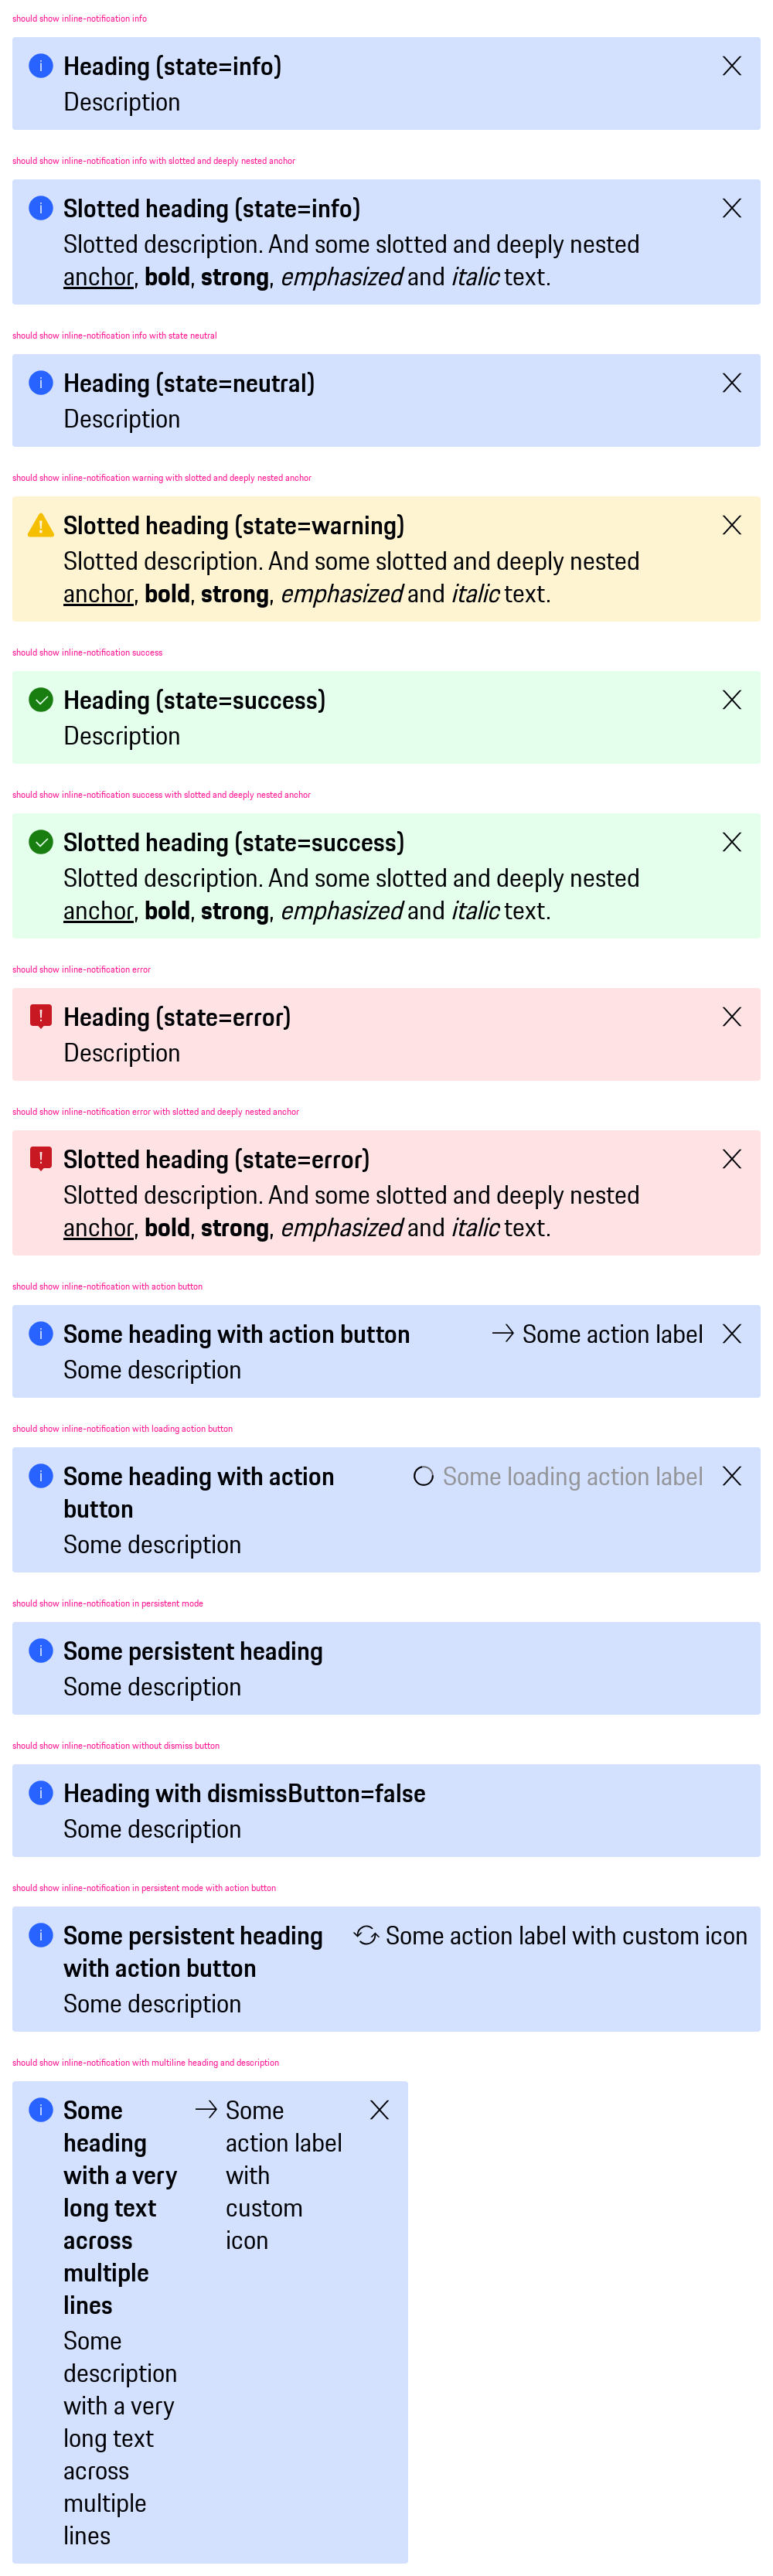 should show inline-notification info
Heading (state=info)
Description
should show inline-notification info with slotted and deeply nested anchor
Slotted heading (state=info)
Slotted description. And some slotted and deeply nested
anchor, bold, strong, emphasized and italic text.
should show inline-notification info with state neutral
Heading (state=neutral)
Description
should show inline-notification warning with slotted and deeply nested anchor
Slotted heading (state=warning)
Slotted description. And some slotted and deeply nested
anchor, bold, strong, emphasized and italic text.
should show inline-notification success
Heading (state=success)
Description
should show inline-notification success with slotted and deeply nested anchor
Slotted heading (state=success)
Slotted description. And some slotted and deeply nested
anchor, bold, strong, emphasized and italic text.
should show inline-notification error
Heading (state=error)
Description
should show inline-notification error with slotted and deeply nested anchor
Slotted heading (state=error)
Slotted description. And some slotted and deeply nested
anchor, bold, strong, emphasized and italic text.
should show inline-notification with action button
Some heading with action button
Some description
Some action label
should show inline-notification with loading action button
Some heading with action
button
Some description
Some loading action label
should show inline-notification in persistent mode
Some persistent heading
Some description
should show inline-notification without dismiss button
Heading with dismissButton=false
Some description
should show inline-notification in persistent mode with action button
Some persistent heading
with action button
Some description
Some action label with custom icon
should show inline-notification with multiline heading and description
Some
heading
with a very
long text
across
multiple
lines
Some
description
with a very
long text
across
multiple
lines
Some
action label
with
custom
icon